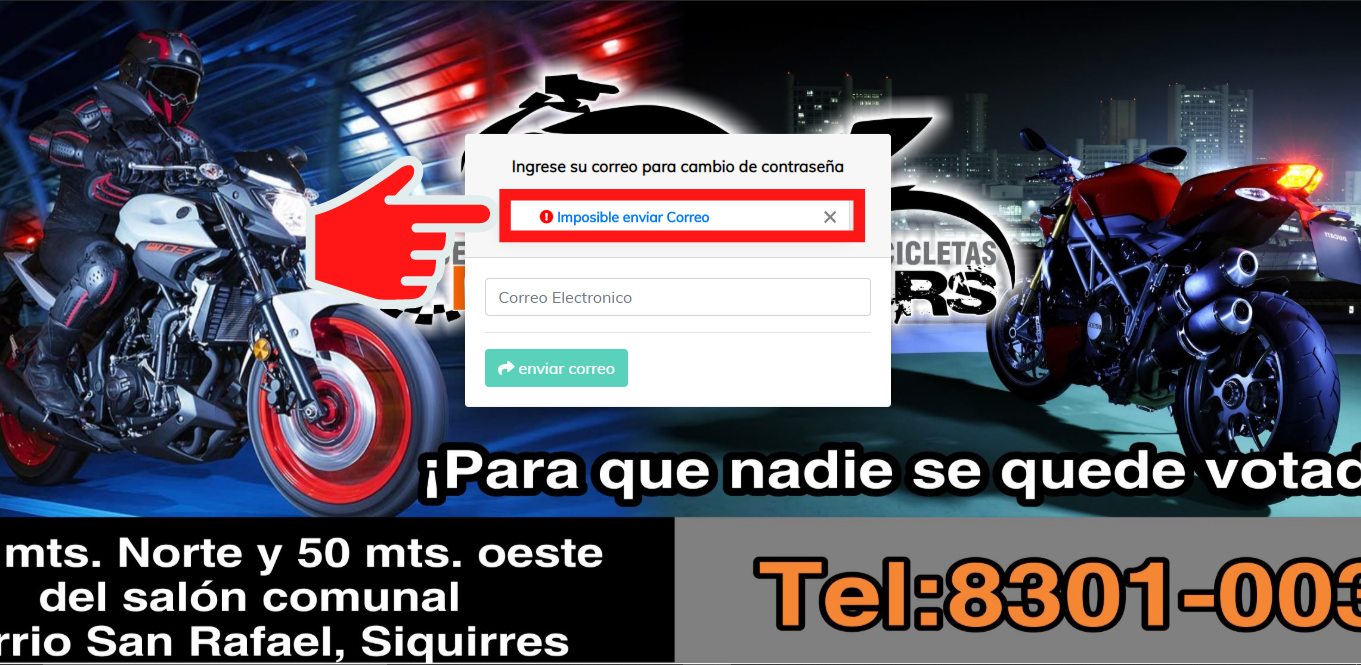 Ingrese su correo para cambio de contraseña
Imposible enviar Correo
ICLETAS
RS
Correo Electronico
enviar correo
¡Para que nadie se quede votad
mts. Norte y 50 mts. oeste
del salón comunal
rrio San Rafael, Siquirres
Tel:8301-003